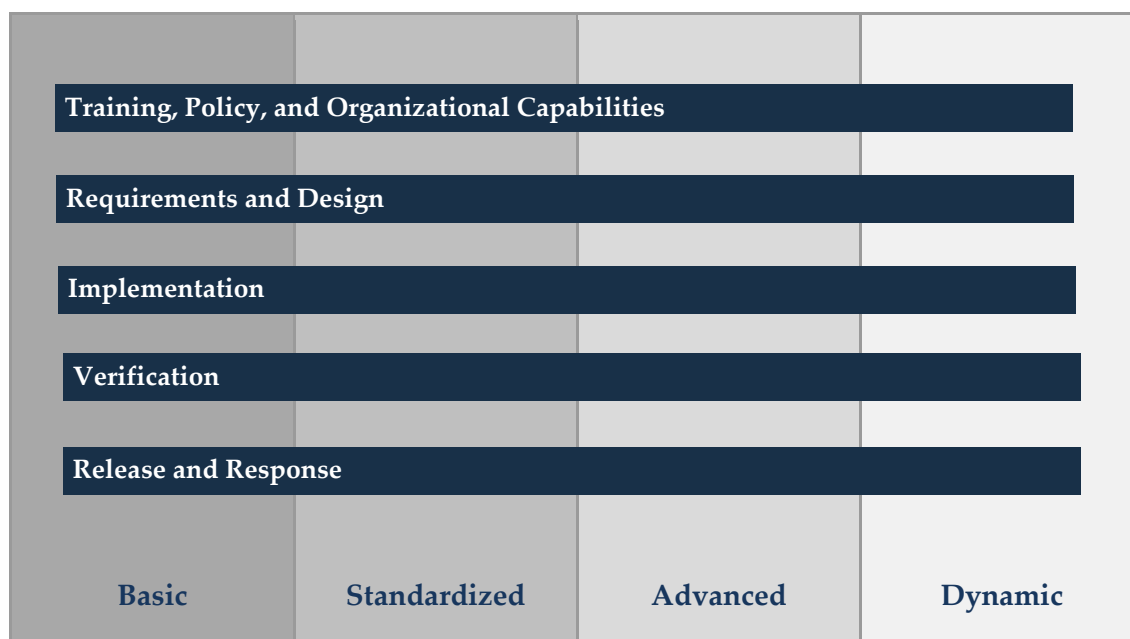 Training, Policy, and Organizational Capabilities
Requirements and Design
Implementation
Verification
Release and Response
Basic
Standardized
Advanced
Dynamic